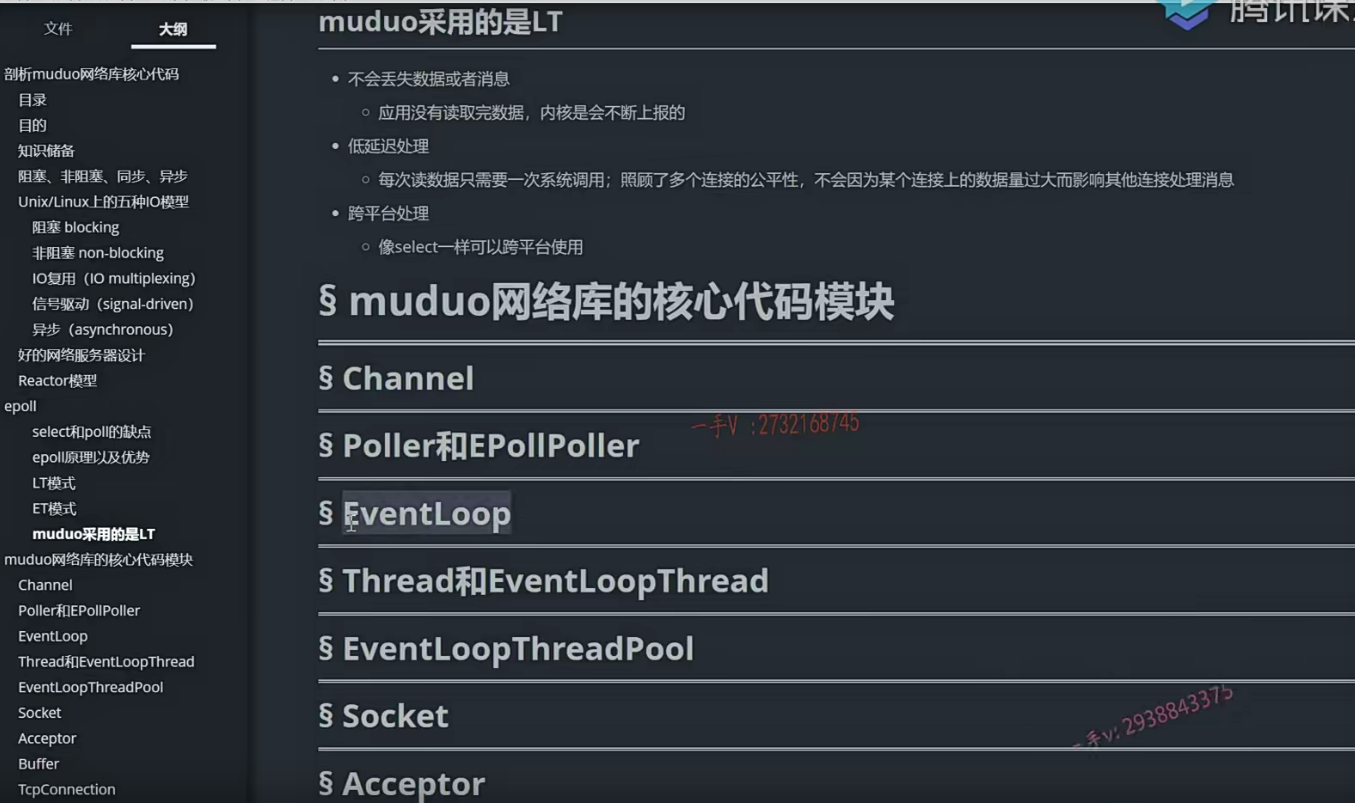 文件 大纲
剖析muduo网络库核心代码
目录
目的
知识储备
阻塞、非阻塞、同步、异步
Unix/Linux上的五种IO模型
阻塞 blocking
非阻塞 non-blocking
IO复用（IO multiplexing）
信号驱动（signal-driven）
异步（asynchronous）
好的网络服务器设计
Reactor模型
epoll
select和poll的缺点
epoll原理以及优势
LT模式
ET模式
muduo采用的是LT
muduo网络库的核心代码模块
Channel
Poller和EPollPoller
EventLoop
Thread和EventLoopThread
EventLoopThreadPool
Socket
Acceptor
Buffer
TcpConnection
腾讯课
muduo采用的是LT
• 不会丢失数据或者消息
○ 应用没有读取完数据，内核是会不断上报的
• 低延迟处理
○ 每次读数据只需要一次系统调用；照顾了多个连接的公平性，不会因为某个连接上的数据量过大而影响其他连接处理消息
• 跨平台处理
○ 像select一样可以跨平台使用
§ muduo网络库的核心代码模块
§ Channel
一手V :2732168745
§ Poller和EPollPoller
§ EventLoop
§ Thread和EventLoopThread
§ EventLoopThreadPool
§ Socket
一手v: 2938843375
§ Acceptor